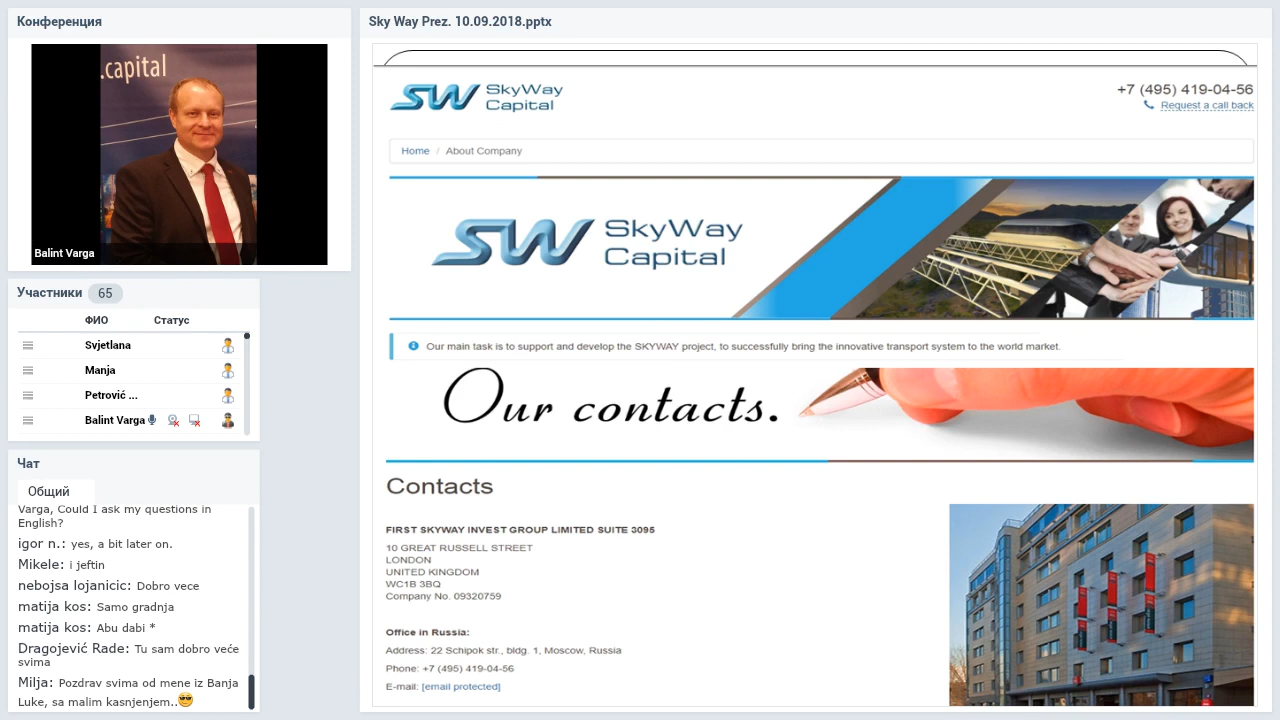 Конференция
.capital
Balint Varga
Участники 65
ФИО Статус
Svjetlana
Manja
Petrović ...
Balint Varga
Чат
Общий
Varga, Could I ask my questions in
English?
igor n.: yes, a bit later on.
Mikele: i jeftin
nebojsa lojanicic: Dobro vece
matija kos: Samo gradnja
matija kos: Abu dabi *
Dragojević Rade: Tu sam dobro veće
svima
Milja: Pozdrav svima od mene iz Banja
Luke, sa malim kasnjenjem..
Sky Way Prez. 10.09.2018.pptx
SW SkyWay
Capital
+7 (495) 419-04-56
Request a call back
Home / About Company
SW SkyWay
Capital
Our main task is to support and develop the SKYWAY project, to successfully bring the innovative transport system to the world market.
Our contacts.
Contacts
FIRST SKYWAY INVEST GROUP LIMITED SUITE 3095
10 GREAT RUSSELL STREET
LONDON
UNITED KINGDOM
WC1B 3BQ
Company No. 09320759
Office in Russia:
Address: 22 Schipok str., bldg. 1, Moscow, Russia
Phone: +7 (495) 419-04-56
E-mail: [email protected]